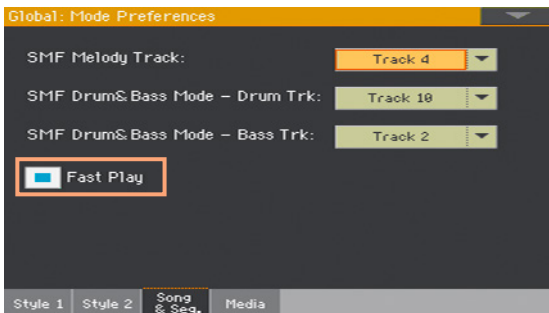 Global: Mode Preferences
SMF Melody Track: Track 4
SMF Drum&Bass Mode - Drum Trk: Track 10
SMF Drum&Bass Mode - Bass Trk: Track 2
Fast Play
Style 1 Style 2 Song & Seq. Media